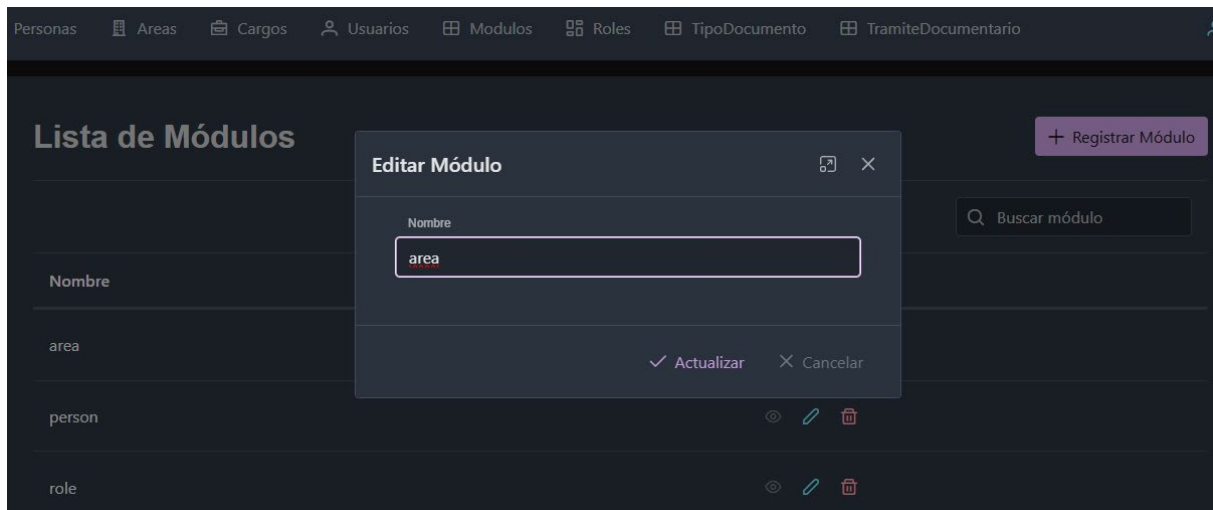 Personas Areas Cargos Usuarios Modulos Roles TipoDocumento TramiteDocumentario
Lista de Módulos
+ Registrar Módulo
Editar Módulo
Buscar módulo
Nombre
area
Nombre
area
Actualizar Cancelar
person
role